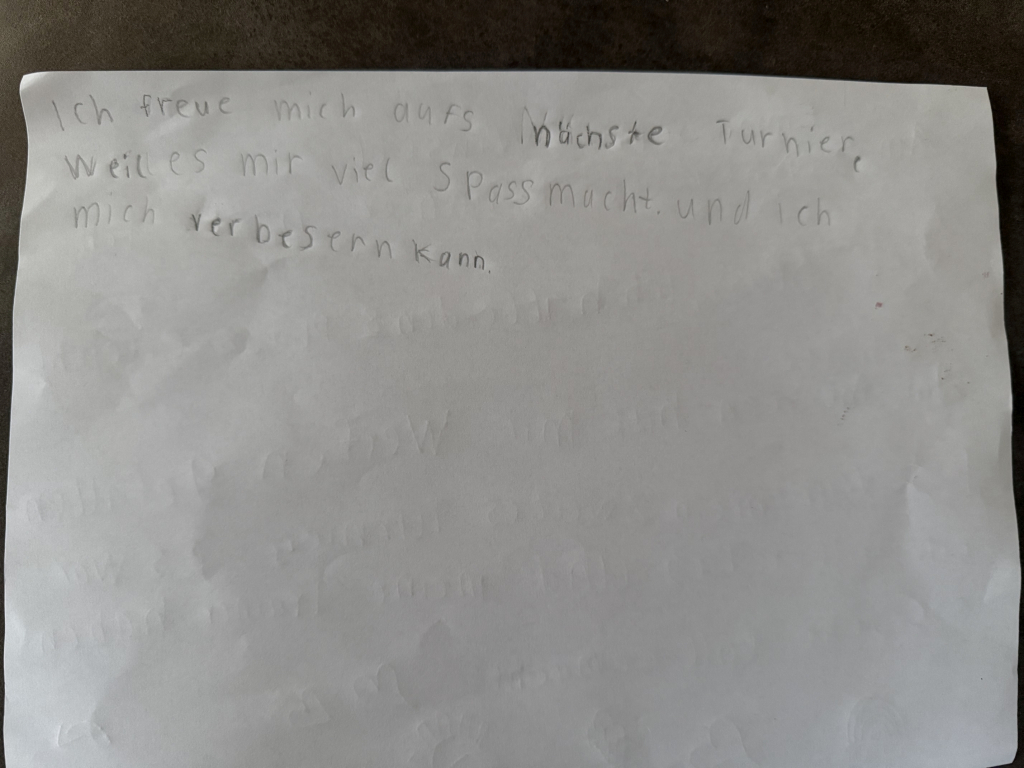 Ich freue mich aufs Nächste Turnier,
weil es mir viel Spass macht. und ich
mich verbesern kann.